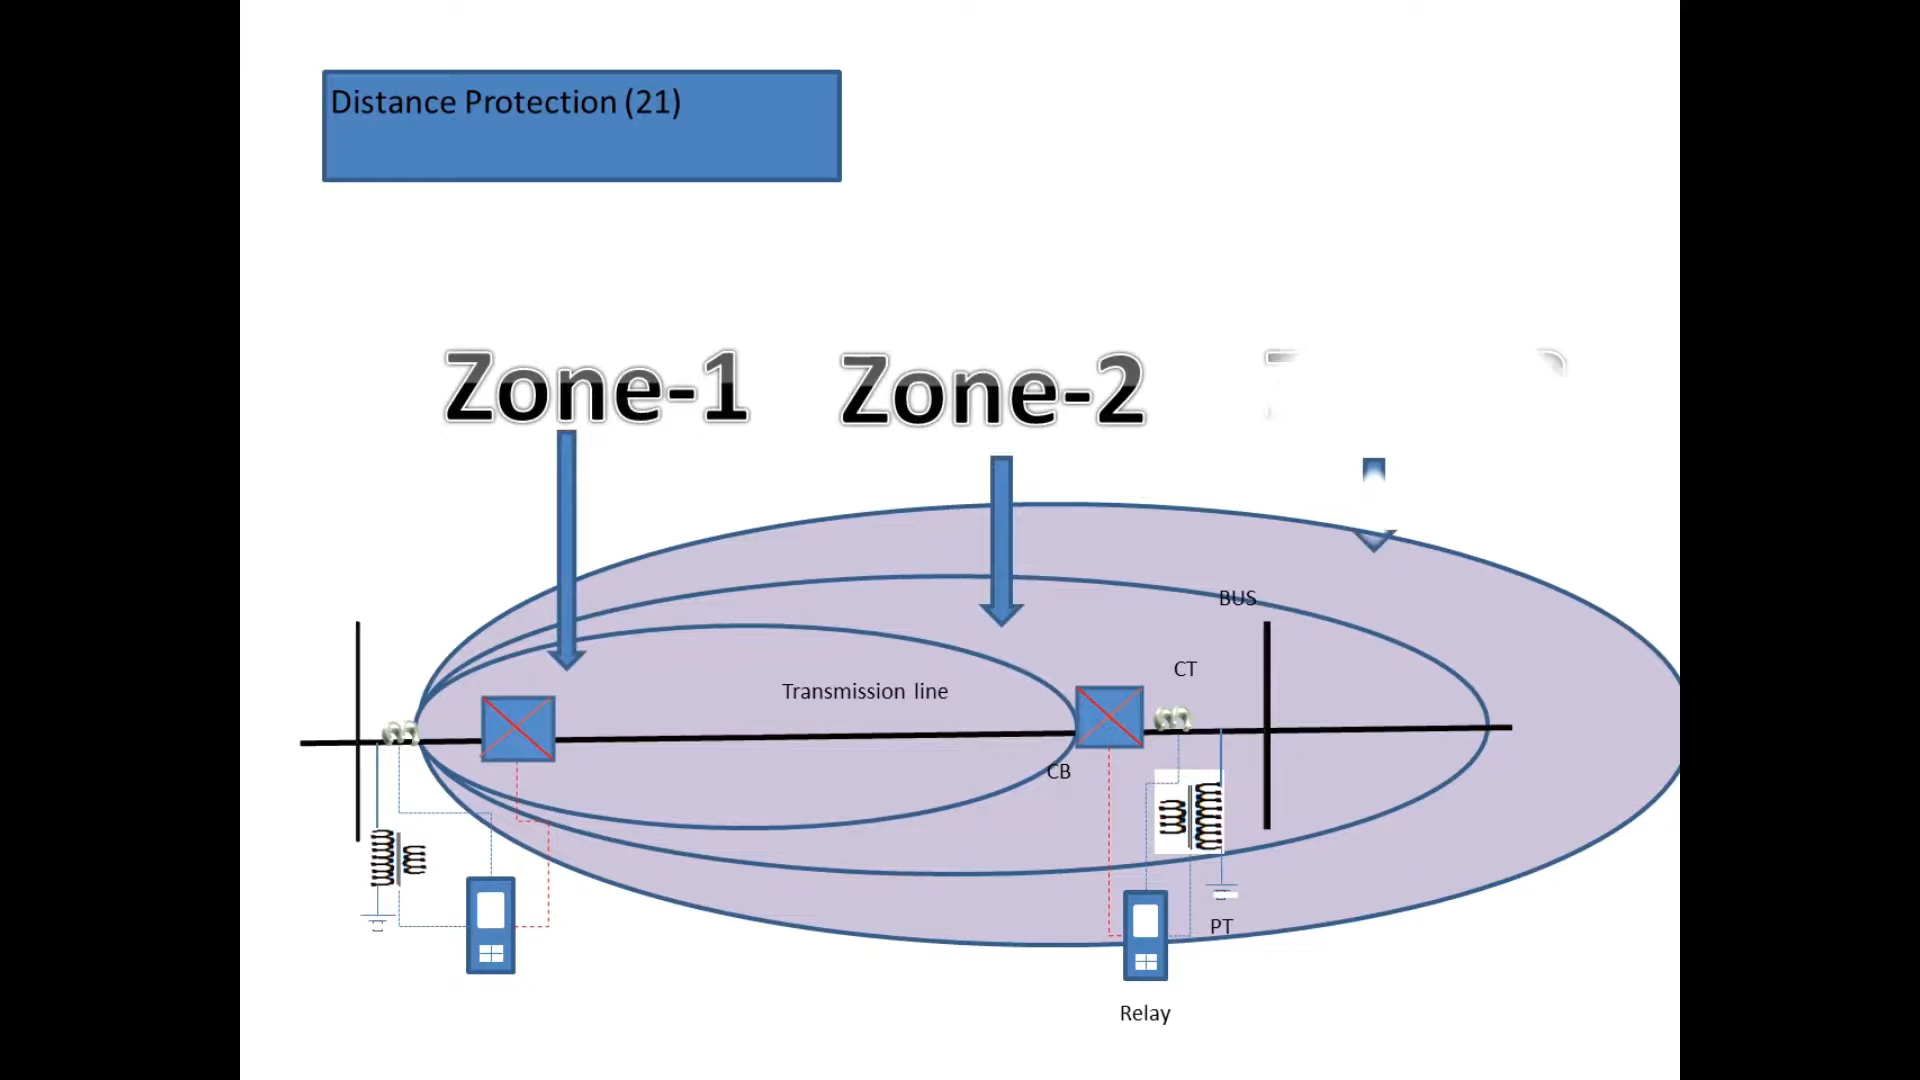 Distance Protection (21)
Zone-1
Zone-2
BUS
CT
Transmission line
CB
PT
Relay